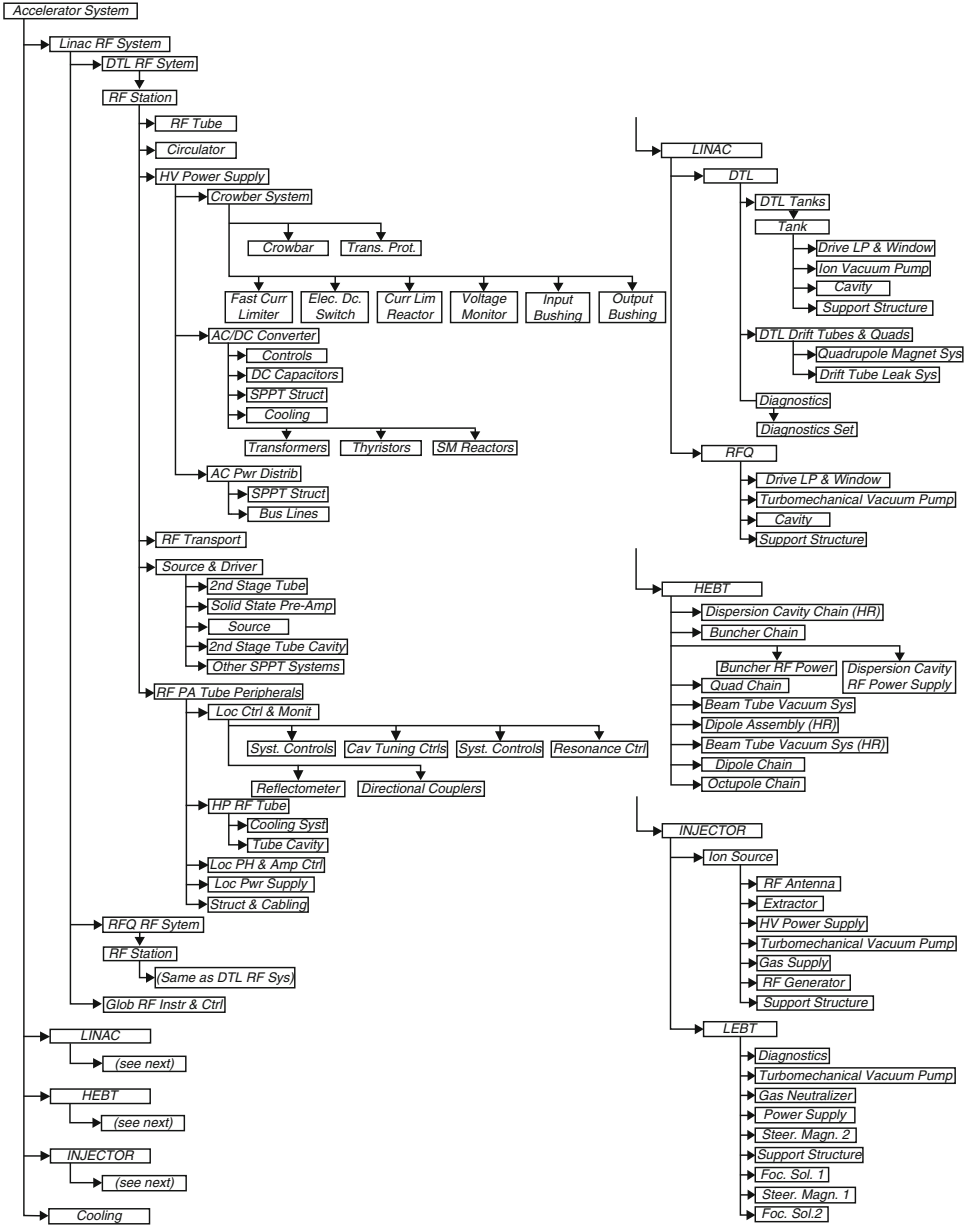 Accelerator System
Linac RF System
DTL RF Sytem
RF Station
RF Tube
Circulator
HV Power Supply
Crowber System
Crowbar
Trans. Prot.
Fast Curr
Limiter
Elec. Dc.
Switch
Curr Lim
Reactor
Voltage
Monitor
Input
Bushing
Output
Bushing
AC/DC Converter
Controls
DC Capacitors
SPPT Struct
Cooling
Transformers
Thyristors
SM Reactors
AC Pwr Distrib
SPPT Struct
Bus Lines
RF Transport
Source & Driver
2nd Stage Tube
Solid State Pre-Amp
Source
2nd Stage Tube Cavity
Other SPPT Systems
RF PA Tube Peripherals
Loc Ctrl & Monit
Syst. Controls
Cav Tuning Ctrls
Syst. Controls
Resonance Ctrl
Reflectometer
Directional Couplers
HP RF Tube
Cooling Syst
Tube Cavity
Loc PH & Amp Ctrl
Loc Pwr Supply
Struct & Cabling
RFQ RF Sytem
RF Station
(Same as DTL RF Sys)
Glob RF Instr & Ctrl
LINAC
(see next)
HEBT
(see next)
INJECTOR
(see next)
Cooling
LINAC
DTL
DTL Tanks
Tank
Drive LP & Window
Ion Vacuum Pump
Cavity
Support Structure
DTL Drift Tubes & Quads
Quadrupole Magnet Sys
Drift Tube Leak Sys
Diagnostics
Diagnostics Set
RFQ
Drive LP & Window
Turbomechanical Vacuum Pump
Cavity
Support Structure
HEBT
Dispersion Cavity Chain (HR)
Buncher Chain
Buncher RF Power
Dispersion Cavity
RF Power Supply
Quad Chain
Beam Tube Vacuum Sys
Dipole Assembly (HR)
Beam Tube Vacuum Sys (HR)
Dipole Chain
Octupole Chain
INJECTOR
Ion Source
RF Antenna
Extractor
HV Power Supply
Turbomechanical Vacuum Pump
Gas Supply
RF Generator
Support Structure
LEBT
Diagnostics
Turbomechanical Vacuum Pump
Gas Neutralizer
Power Supply
Steer. Magn. 2
Support Structure
Foc. Sol. 1
Steer. Magn. 1
Foc. Sol.2